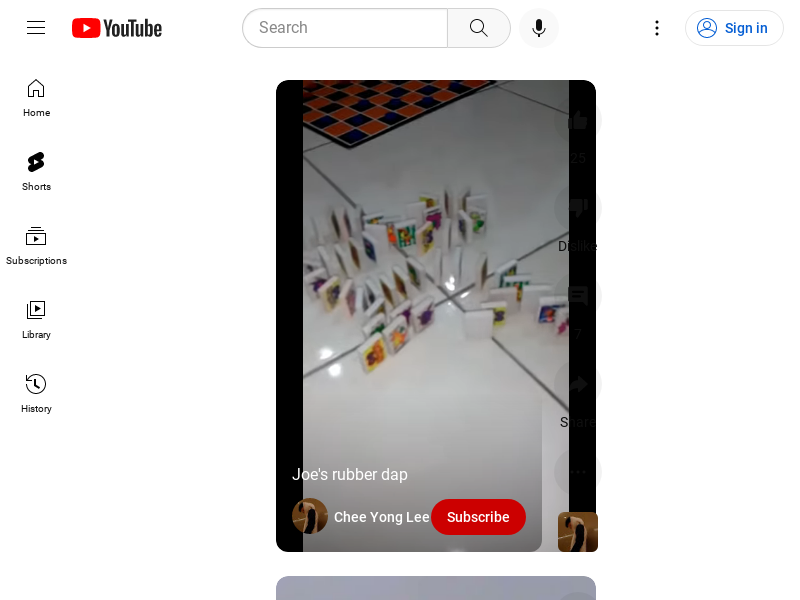 YouTube
Search
Sign in
Home
Shorts
Subscriptions
Library
History
25
Dislike
7
Share
Joe's rubber dap
Chee Yong Lee
Subscribe